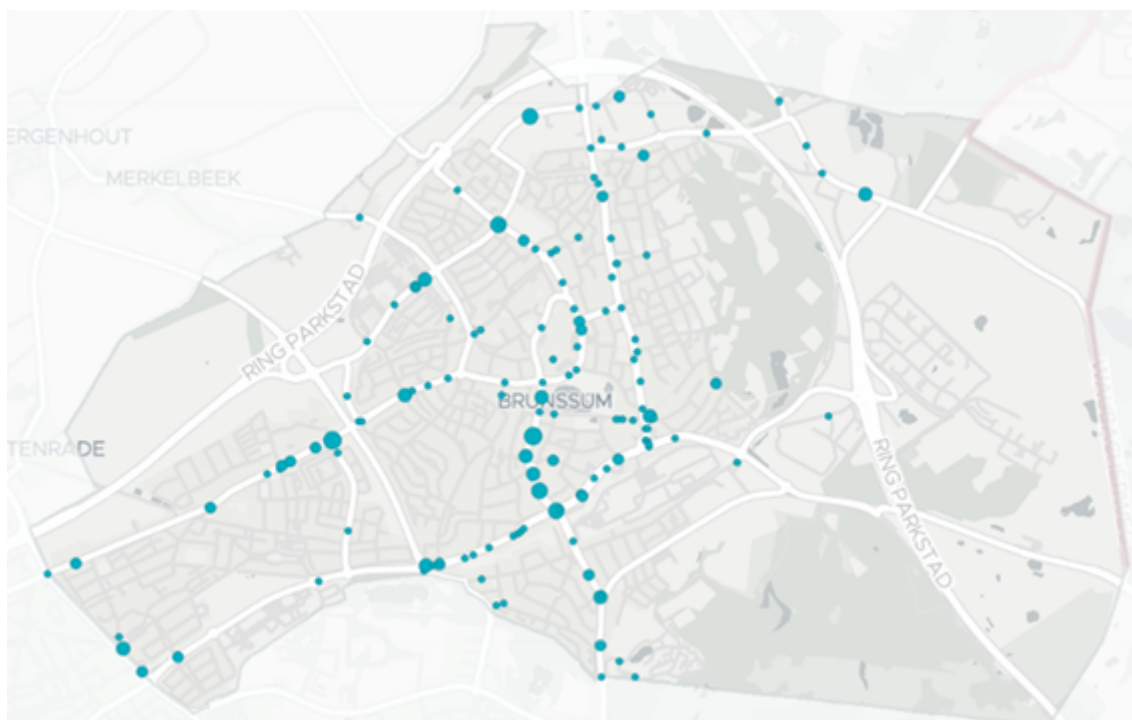 ERGENHOUT
MERKELBEEK
RING PARKSTAD
BRUNSSUM
TENRADE
RING PARKSTAD